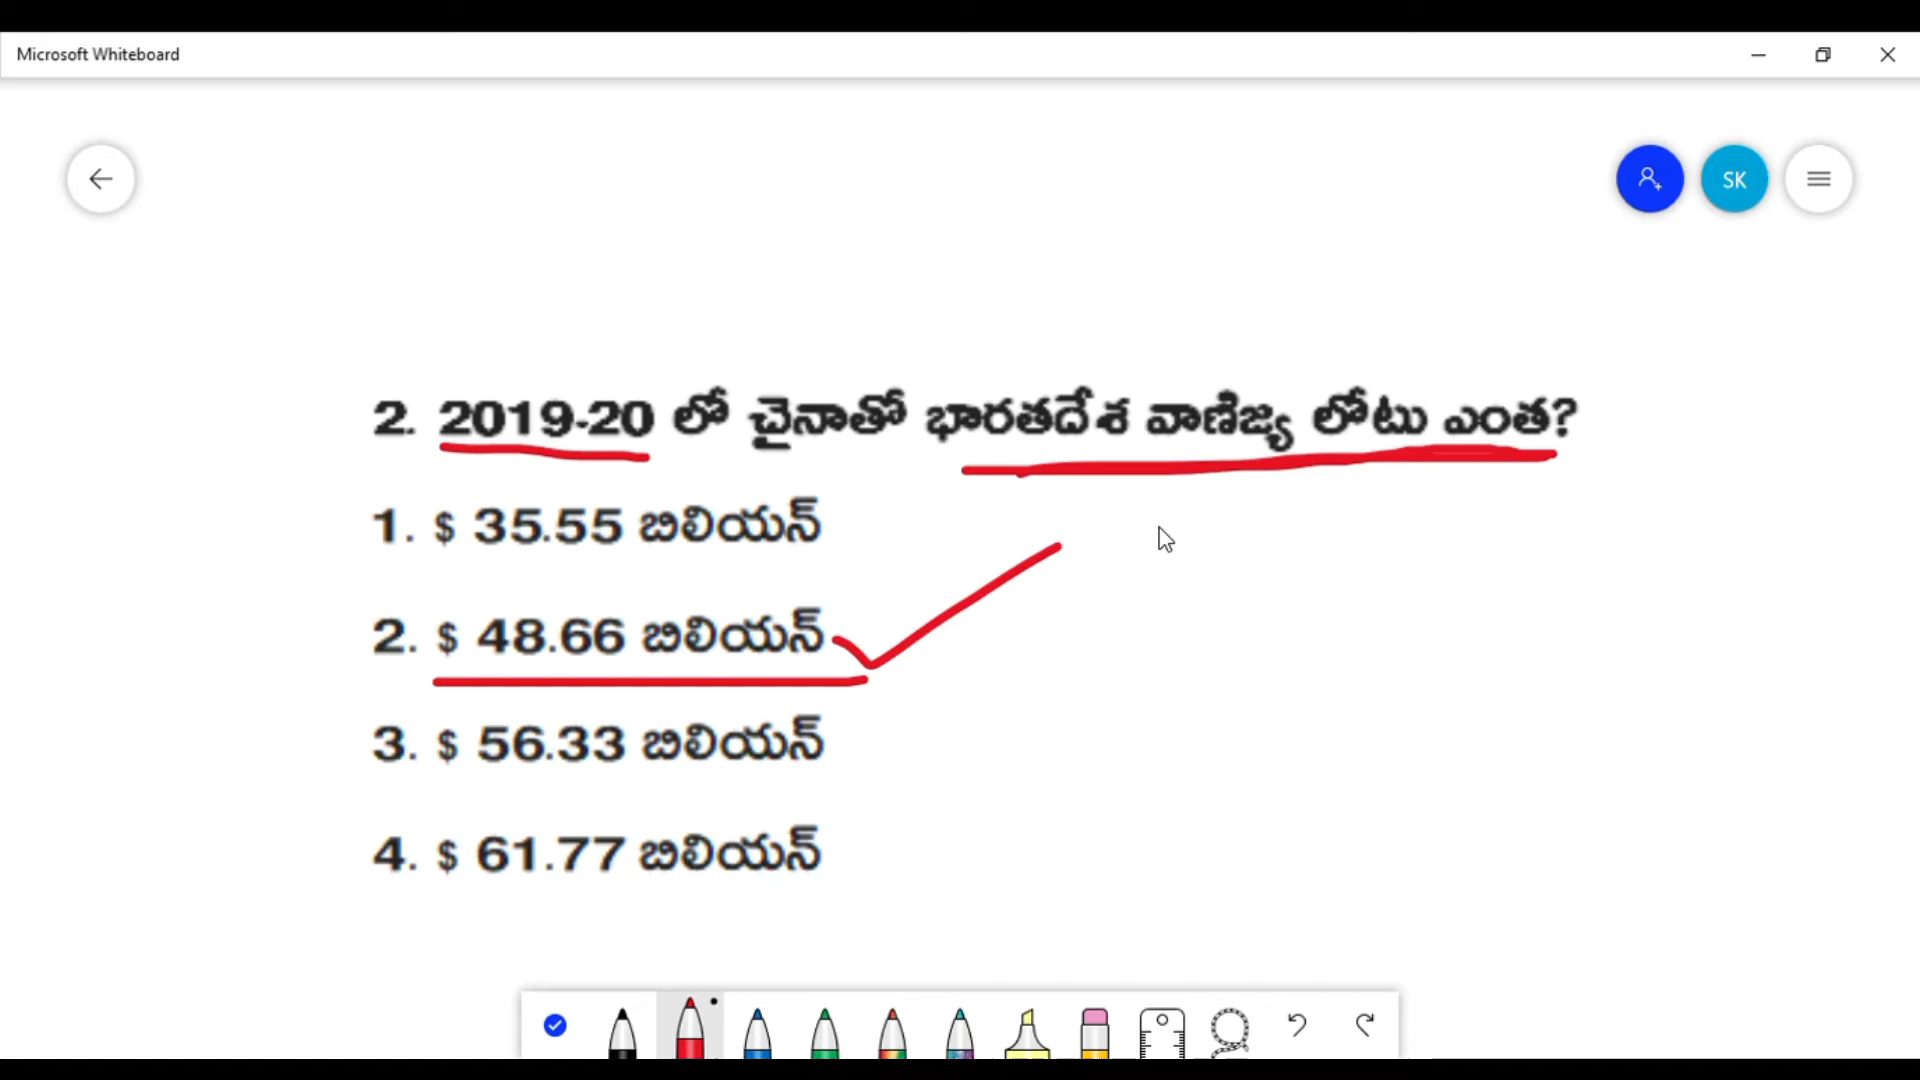 Microsoft Whiteboard
SK
2. 2019-20 లో చైనాతో భారతదేశ వాణిజ్య లోటు ఎంత?
1. $ 35.55 బిలియన్
2. $ 48.66 బిలియన్
3. $ 56.33 బిలియన్
4. $ 61.77 బిలియన్